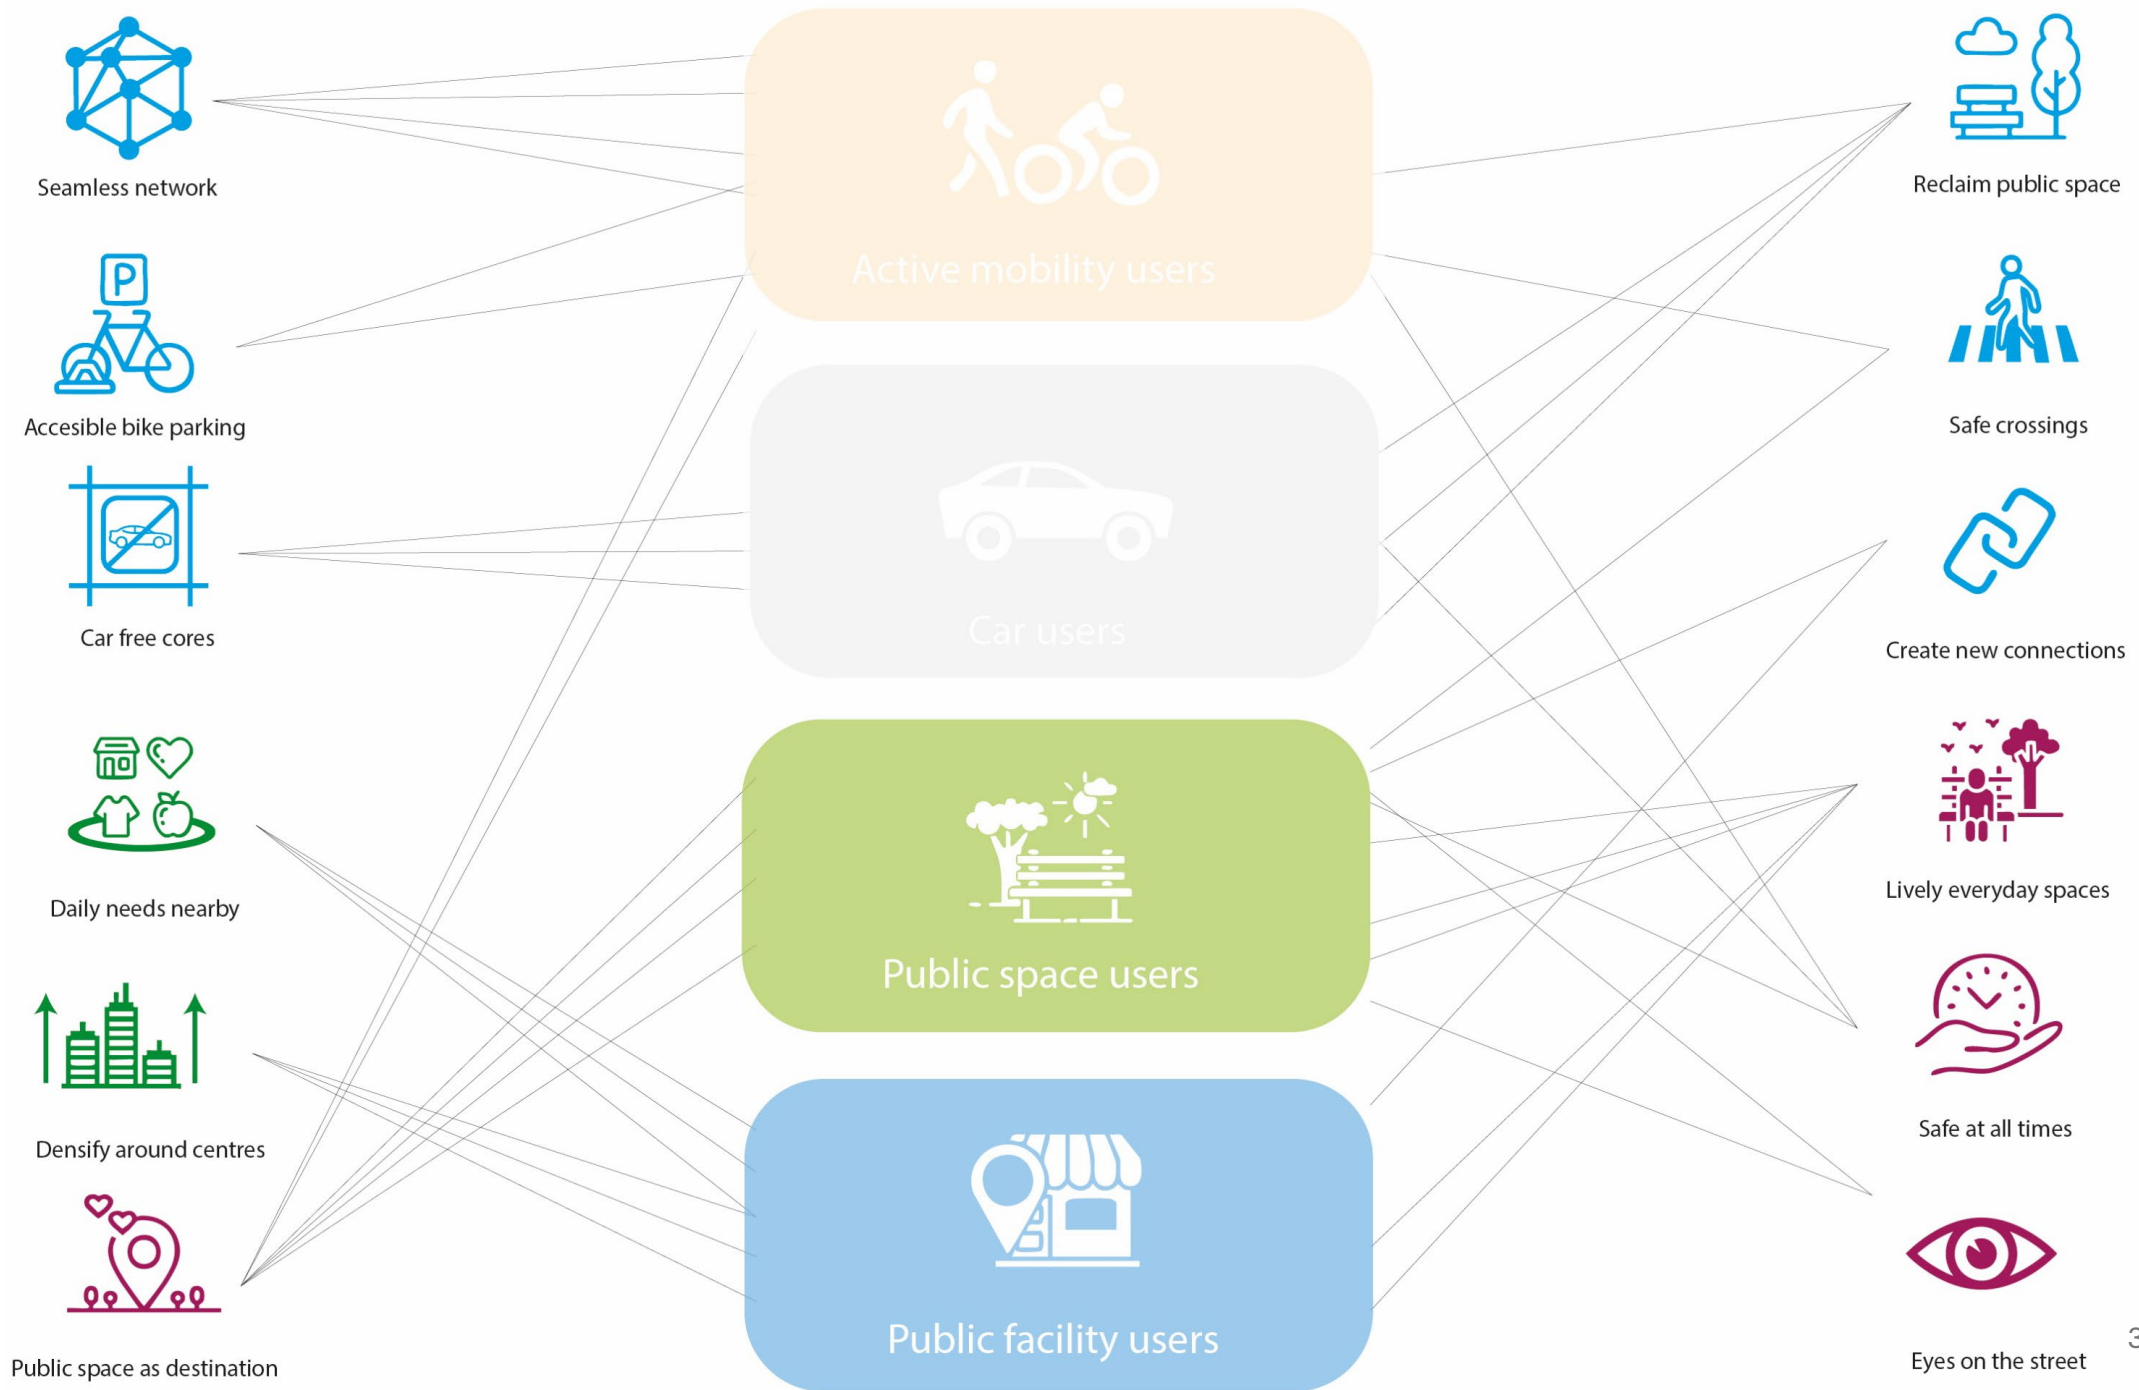 Seamless network
P
Accesible bike parking
Car free cores
Daily needs nearby
Densify around centres
Public space as destination
Active mobility users
Car users
Public space users
Public facility users
Reclaim public space
Safe crossings
Create new connections
Lively everyday spaces
Safe at all times
Eyes on the street
3